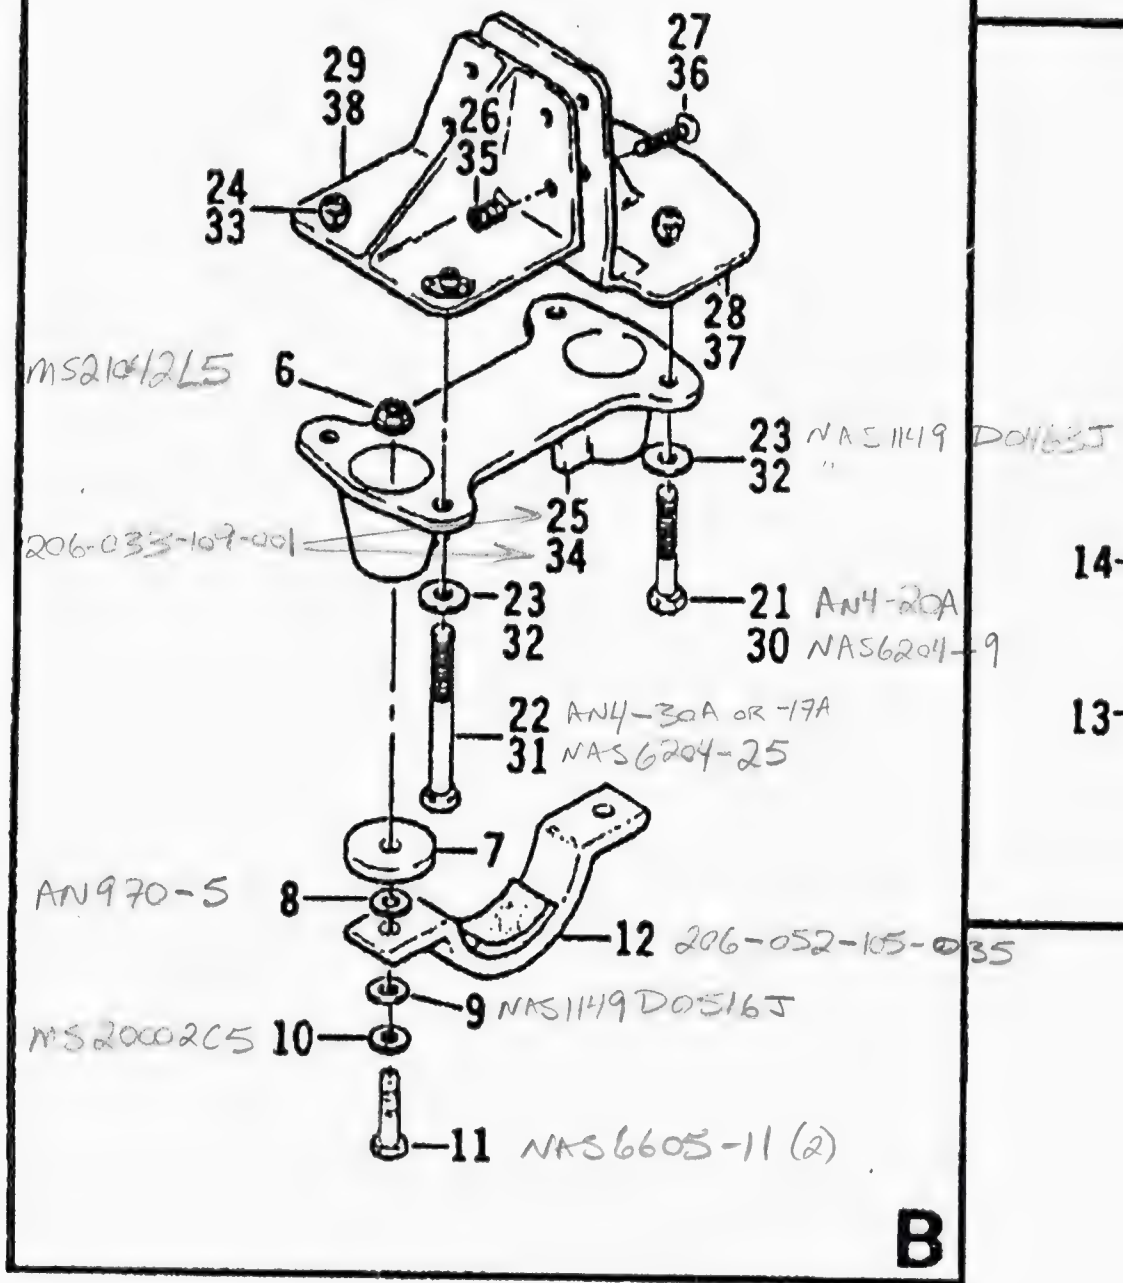 27
36
29
38
26
35
24
33
28
37
MS21042L5
6
23 NAS1149 D0463J
32 "
206-033-109-001
25
34
14
23
32
21 AN4-20A
30 NAS6204-9
22 AN4-30A OR -17A
31 NAS6204-25
13
7
AN970-5
8
12 206-052-105-035
9 NAS1149D0516J
MS20002C5 10
11 NAS6605-11 (2)
B